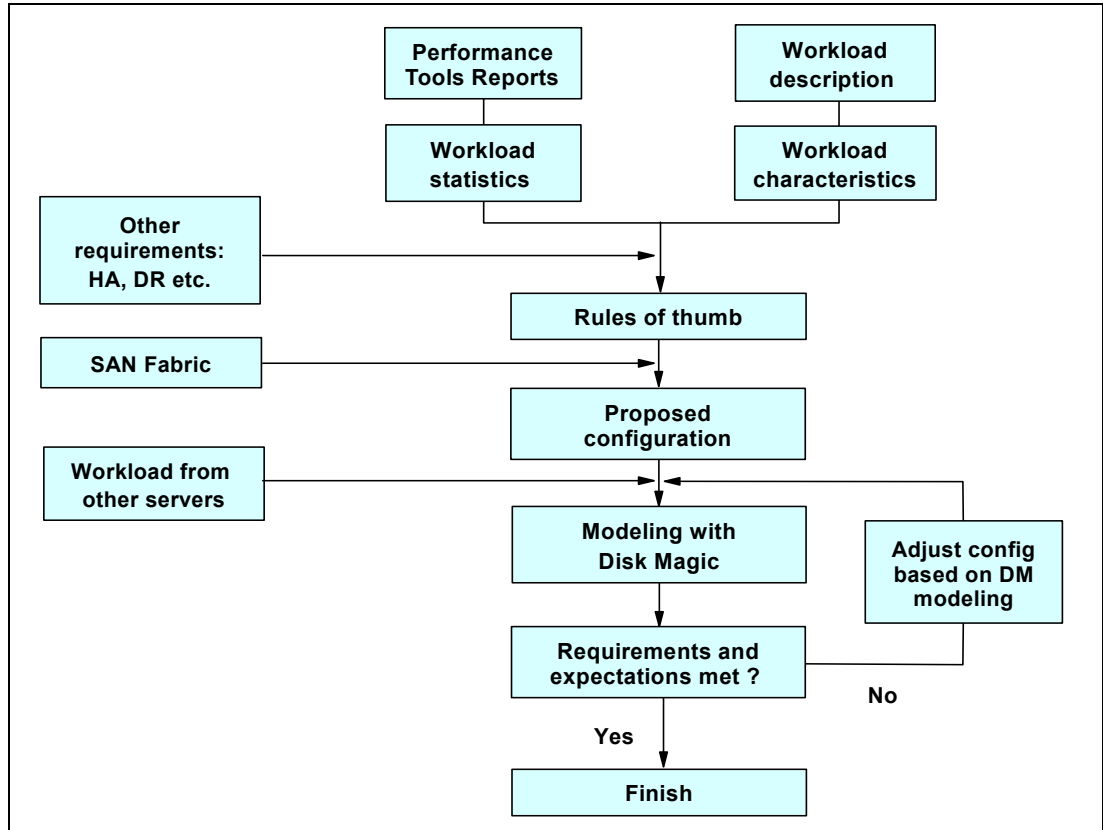 Performance
Tools Reports
Workload
description
Workload
statistics
Workload
characteristics
Other
requirements:
HA, DR etc.
Rules of thumb
SAN Fabric
Proposed
configuration
Workload from
other servers
Modeling with
Disk Magic
Adjust config
based on DM
modeling
Requirements and
expectations met ?
No
Yes
Finish